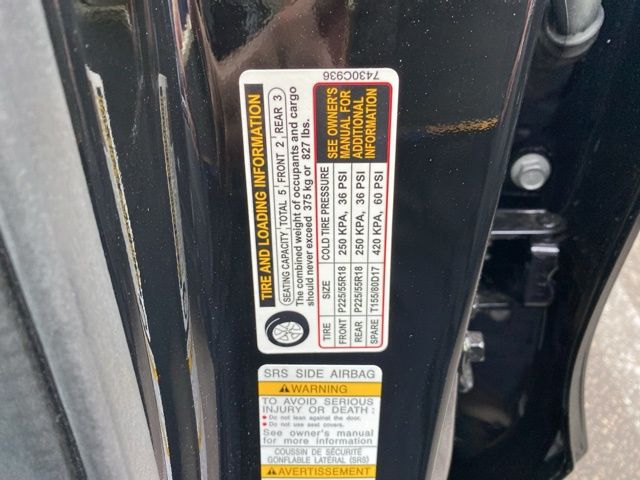 TIRE AND LOADING INFORMATION
SEATING CAPACITY TOTAL 5 FRONT 2 REAR 3
The combined weight of occupants and cargo
should never exceed 375 kg or 827 lbs.
TIRE SIZE COLD TIRE PRESSURE
FRONT P225/55R18 250 KPA, 36 PSI
REAR P225/55R18 250 KPA, 36 PSI
SPARE T155/80D17 420 KPA, 60 PSI
SEE OWNER'S
MANUAL FOR
ADDITIONAL
INFORMATION
7430C936
SRS SIDE AIRBAG
WARNING
TO AVOID SERIOUS
INJURY OR DEATH:
● Do not lean against the door.
● Do not use seat covers.
See owner's manual
for more information
COUSSIN DE SÉCURITÉ
GONFLABLE LATÉRAL (SRS)
AVERTISSEMENT